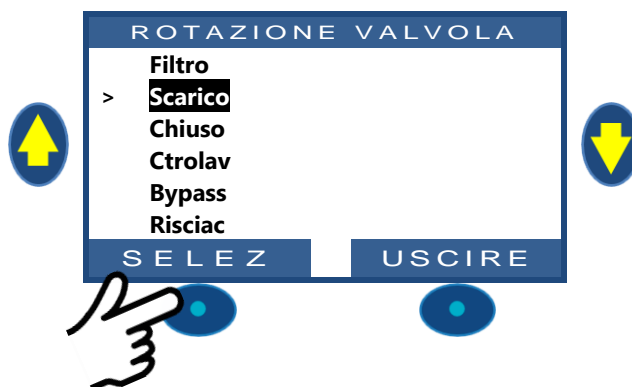 ROTAZIONE VALVOLA
Filtro
> Scarico
Chiuso
Ctrolav
Bypass
Risciac
SELEZ USCIRE